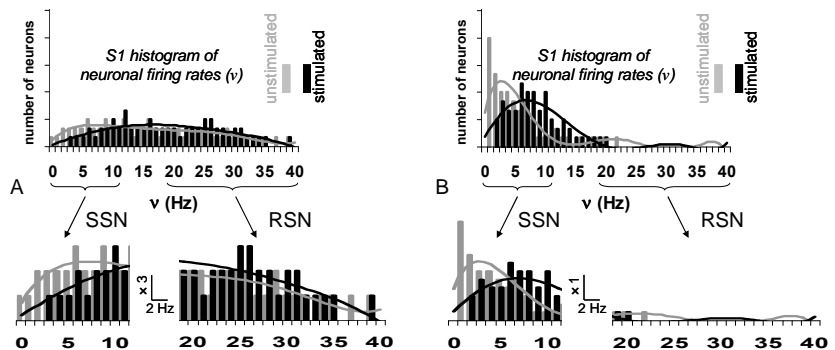 number of neurons
S1 histogram of
neuronal firing rates (ν)
unstimulated
stimulated
0 5 10 15 20 25 30 35 40
A
ν (Hz)
SSN
RSN
× 3
2 Hz
0 5 10
20 25 30 35 40
number of neurons
S1 histogram of
neuronal firing rates (ν)
unstimulated
stimulated
0 5 10 15 20 25 30 35 40
B
ν (Hz)
SSN
RSN
× 1
2 Hz
0 5 10
20 25 30 35 40